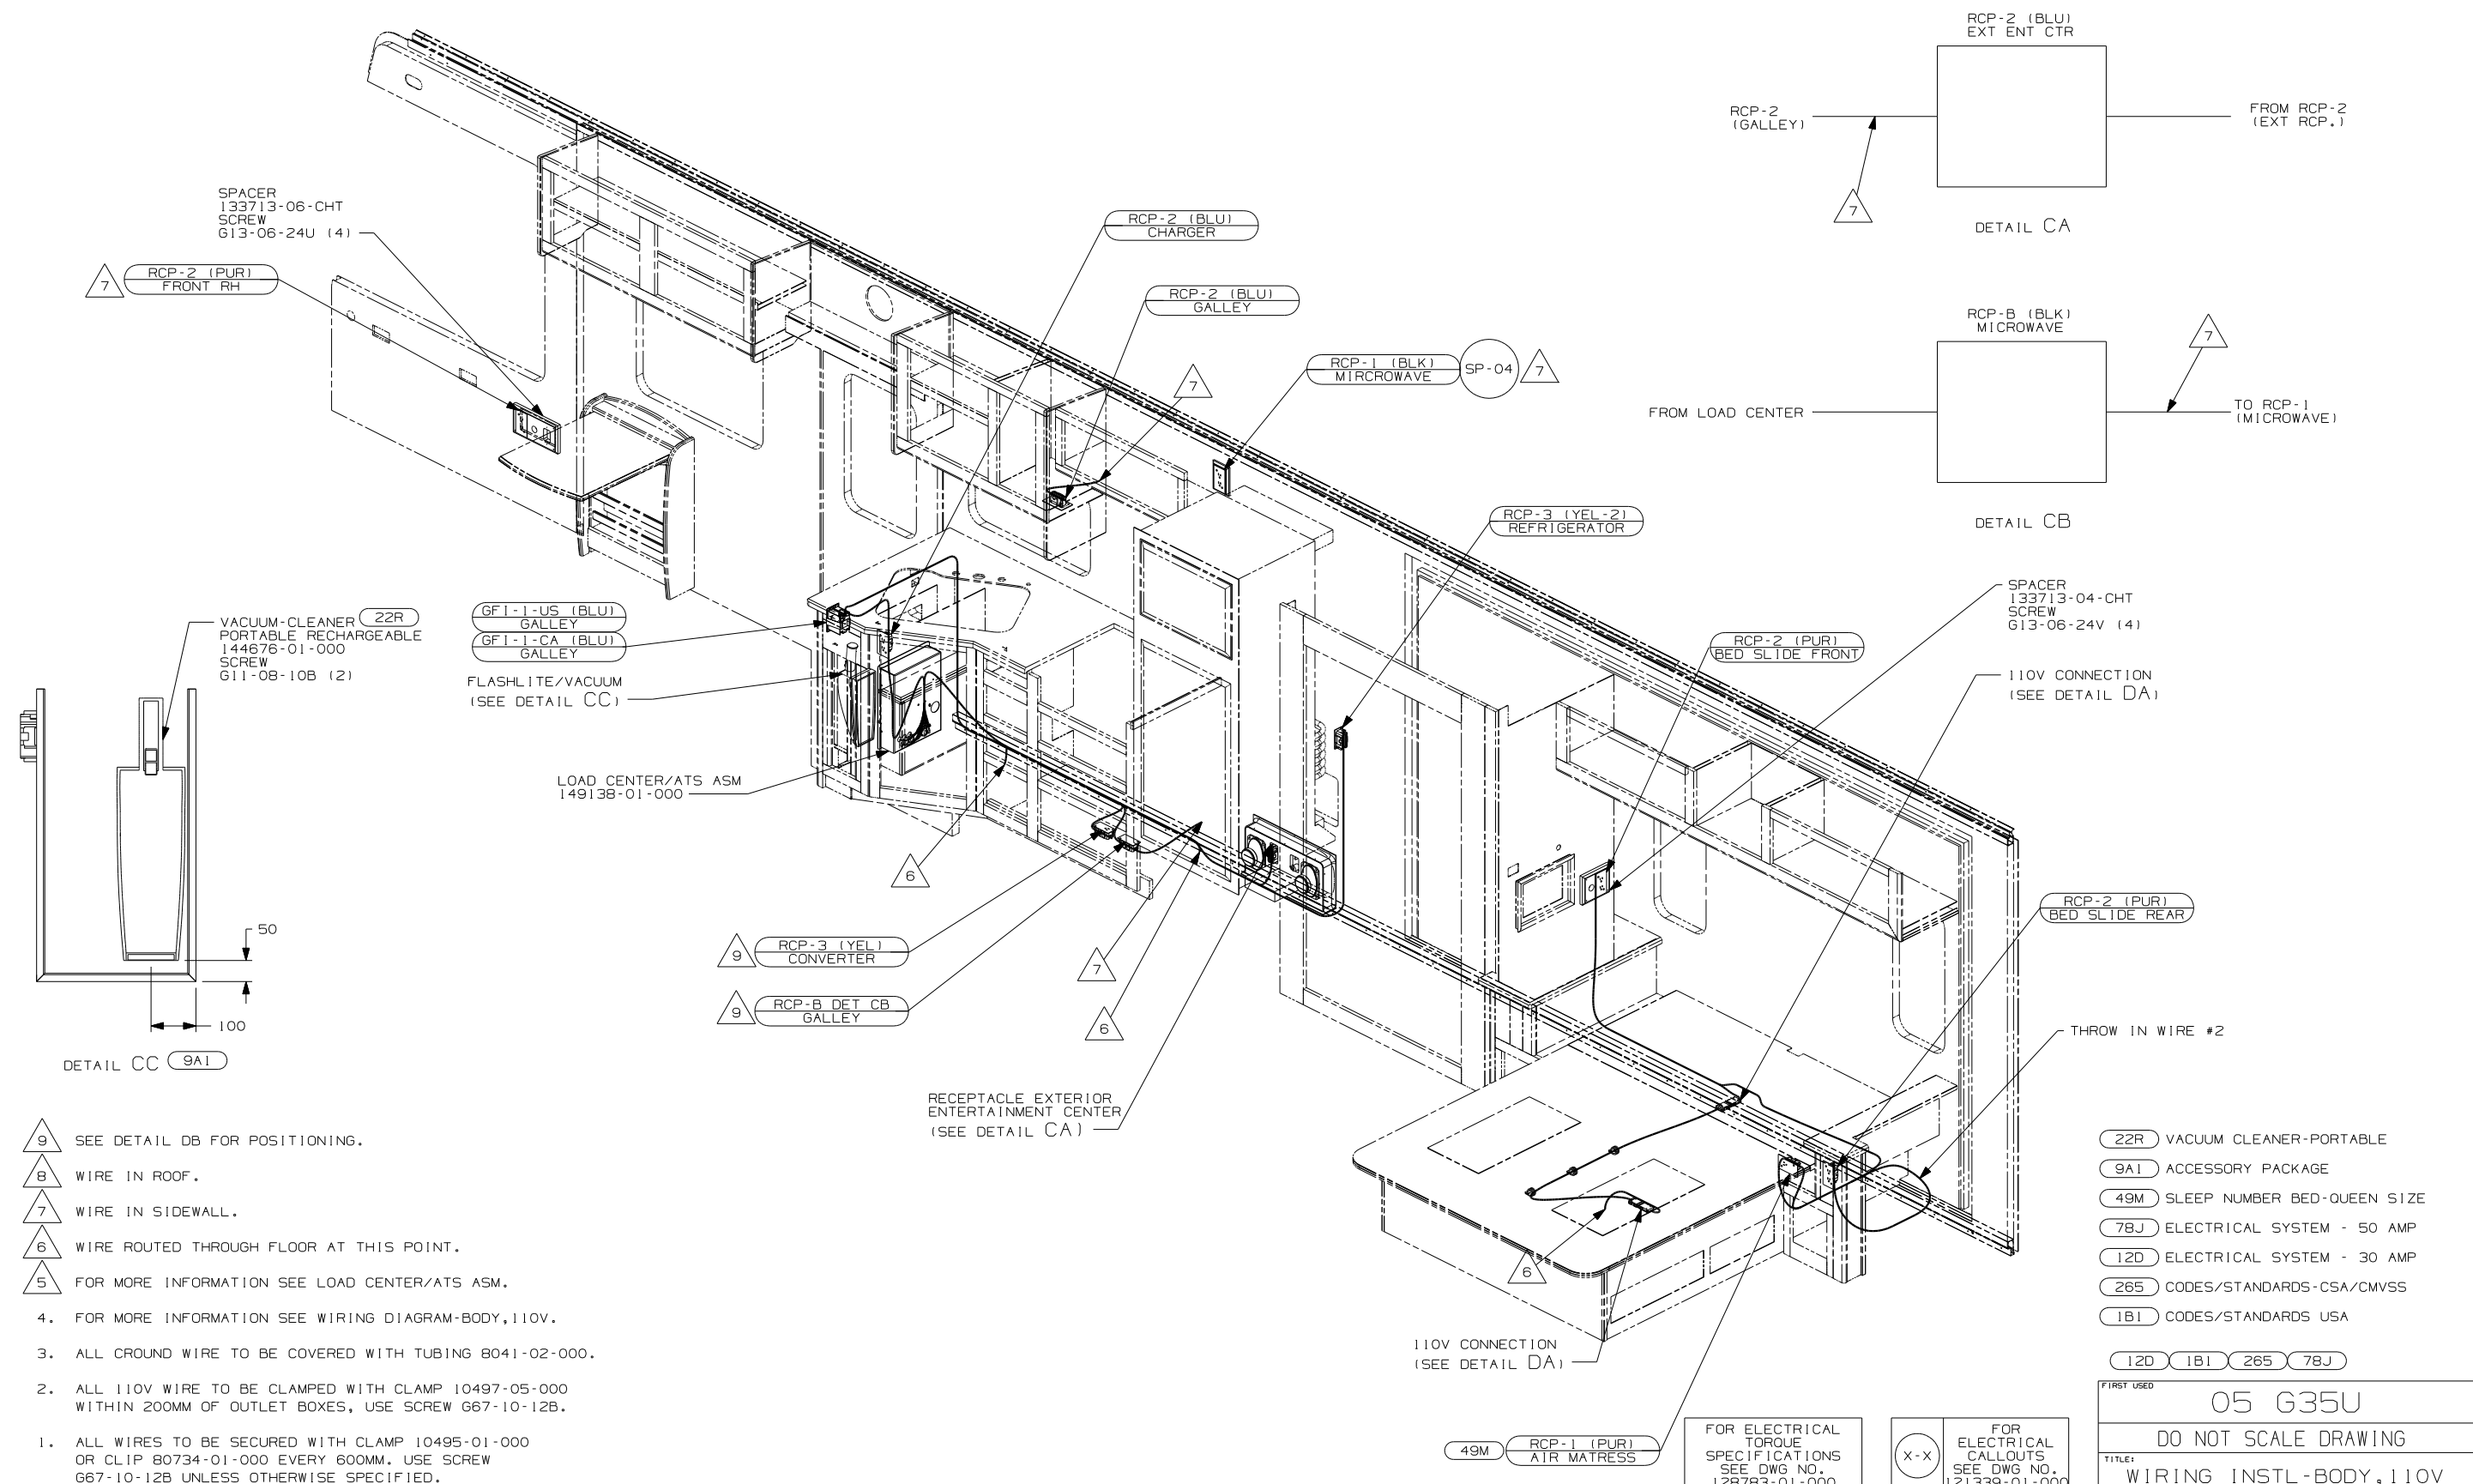 RCP-2 (BLU)
EXT ENT CTR
RCP-2
(GALLEY)
FROM RCP-2
(EXT RCP.)
7
DETAIL CA
RCP-B (BLK)
MICROWAVE
7
FROM LOAD CENTER
TO RCP-1
(MICROWAVE)
DETAIL CB
SPACER
133713-06-CHT
SCREW
G13-06-24U (4)
7
RCP-2 (PUR)
FRONT RH
RCP-2 (BLU)
CHARGER
RCP-2 (BLU)
GALLEY
7
RCP-1 (BLK)
MIRCROWAVE
SP-04
7
RCP-3 (YEL-2)
REFRIGERATOR
SPACER
133713-04-CHT
SCREW
G13-06-24V (4)
RCP-2 (PUR)
BED SLIDE FRONT
110V CONNECTION
(SEE DETAIL DA)
VACUUM-CLEANER 22R
PORTABLE RECHARGEABLE
144676-01-000
SCREW
G11-08-10B (2)
GFI-1-US (BLU)
GALLEY
GFI-1-CA (BLU)
GALLEY
FLASHLITE/VACUUM
(SEE DETAIL CC)
LOAD CENTER/ATS ASM
149138-01-000
6
9
RCP-3 (YEL)
CONVERTER
9
RCP-B DET CB
GALLEY
7
6
RCP-2 (PUR)
BED SLIDE REAR
THROW IN WIRE #2
50
100
DETAIL CC 9A1
RECEPTACLE EXTERIOR
ENTERTAINMENT CENTER
(SEE DETAIL CA)
6
110V CONNECTION
(SEE DETAIL DA)
49M
RCP-1 (PUR)
AIR MATRESS
9 SEE DETAIL DB FOR POSITIONING.
8 WIRE IN ROOF.
7 WIRE IN SIDEWALL.
6 WIRE ROUTED THROUGH FLOOR AT THIS POINT.
5 FOR MORE INFORMATION SEE LOAD CENTER/ATS ASM.
4. FOR MORE INFORMATION SEE WIRING DIAGRAM-BODY,110V.
3. ALL CROUND WIRE TO BE COVERED WITH TUBING 8041-02-000.
2. ALL 110V WIRE TO BE CLAMPED WITH CLAMP 10497-05-000
WITHIN 200MM OF OUTLET BOXES, USE SCREW G67-10-12B.
1. ALL WIRES TO BE SECURED WITH CLAMP 10495-01-000
OR CLIP 80734-01-000 EVERY 600MM. USE SCREW
G67-10-12B UNLESS OTHERWISE SPECIFIED.
22R VACUUM CLEANER-PORTABLE
9A1 ACCESSORY PACKAGE
49M SLEEP NUMBER BED-QUEEN SIZE
78J ELECTRICAL SYSTEM - 50 AMP
12D ELECTRICAL SYSTEM - 30 AMP
265 CODES/STANDARDS-CSA/CMVSS
1B1 CODES/STANDARDS USA
12D 1B1 265 78J
FIRST USED
05 G35U
DO NOT SCALE DRAWING
TITLE:
WIRING INSTL-BODY,110V
FOR ELECTRICAL
TORQUE
SPECIFICATIONS
SEE DWG NO.
128783-01-000
X-X
FOR
ELECTRICAL
CALLOUTS
SEE DWG NO.
121339-01-000